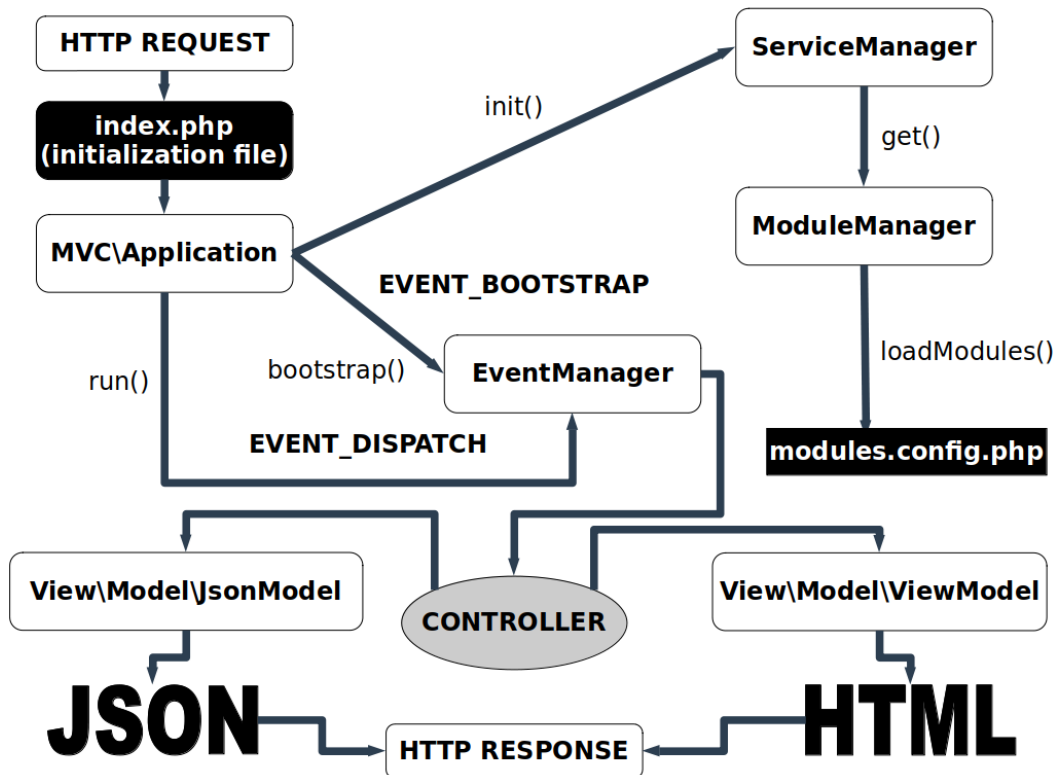 HTTP REQUEST
ServiceManager
init()
index.php
(initialization file)
get()
MVC\Application
ModuleManager
EVENT_BOOTSTRAP
loadModules()
run()
bootstrap()
EventManager
EVENT_DISPATCH
modules.config.php
View\Model\JsonModel
CONTROLLER
View\Model\ViewModel
JSON
HTML
HTTP RESPONSE